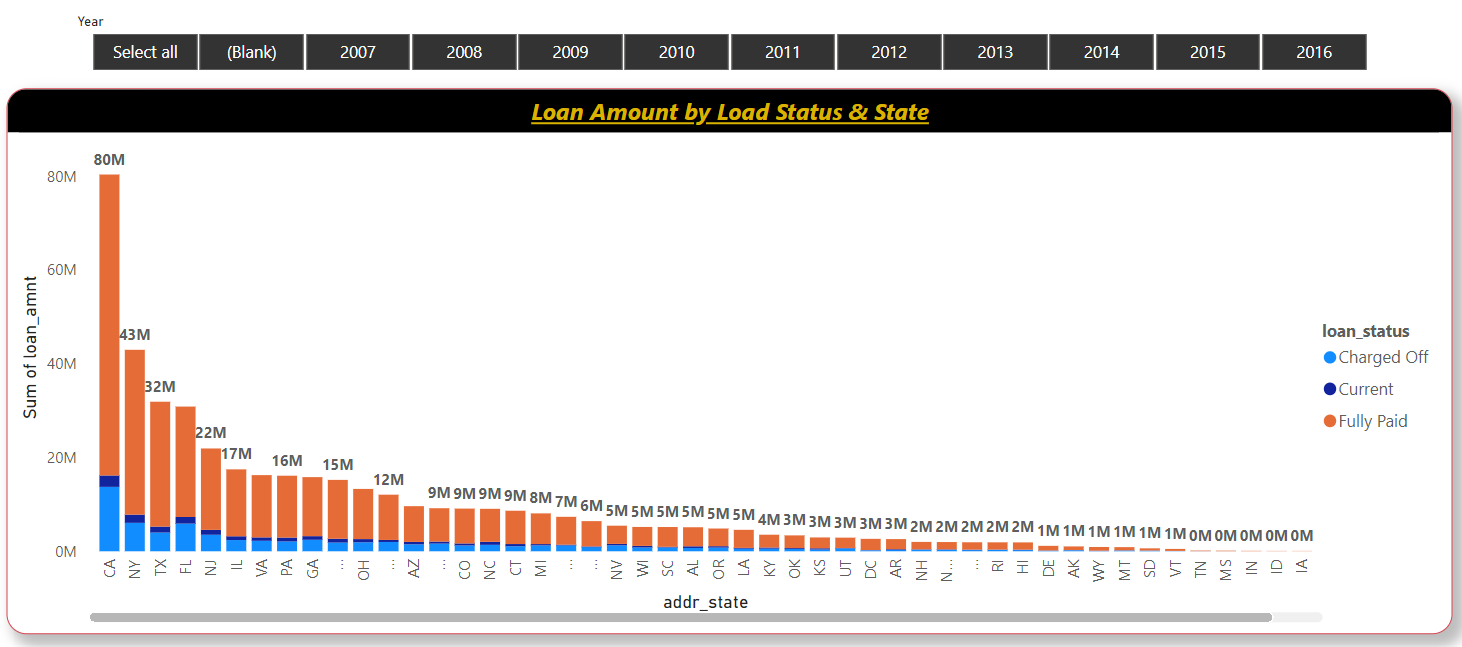 Year
Select all (Blank) 2007 2008 2009 2010 2011 2012 2013 2014 2015 2016
Loan Amount by Load Status & State
80M
80M
43M
60M
40M
32M
22M
17M
16M
15M
12M
9M 9M 9M 9M 8M 7M 6M 5M 5M 5M 5M 5M 5M 4M 3M 3M 3M 3M 3M 2M 2M 2M 2M 2M 1M 1M 1M 1M 1M 1M 0M 0M 0M 0M 0M
20M
0M
Sum of loan_amnt
CA NY TX FL NJ IL VA PA GA ... OH ... AZ ... CO NC CT MI ... ... NV WI SC AL OR LA KY OK KS UT DC AR NH N... ... RI HI DE AK WY MT SD VT TN MS IN ID IA
addr_state
loan_status
Charged Off
Current
Fully Paid